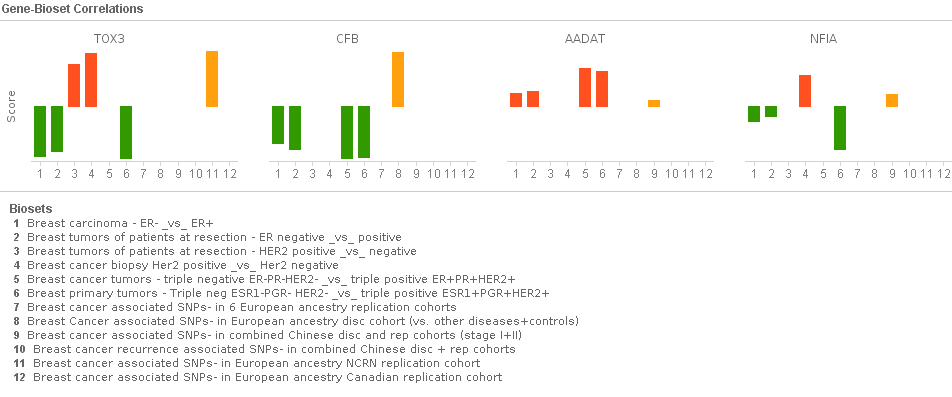 Gene-Bioset Correlations
TOX3 CFB AADAT NFIA
Score
1 2 3 4 5 6 7 8 9 10 11 12 1 2 3 4 5 6 7 8 9 10 11 12 1 2 3 4 5 6 7 8 9 10 11 12 1 2 3 4 5 6 7 8 9 10 11 12
Biosets
1 Breast carcinoma - ER- _vs_ ER+
2 Breast tumors of patients at resection - ER negative _vs_ positive
3 Breast tumors of patients at resection - HER2 positive _vs_ negative
4 Breast cancer biopsy Her2 positive _vs_ Her2 negative
5 Breast cancer tumors - triple negative ER-PR-HER2- _vs_ triple positive ER+PR+HER2+
6 Breast primary tumors - Triple neg ESR1-PGR- HER2- _vs_ triple positive ESR1+PGR+HER2+
7 Breast cancer associated SNPs- in 6 European ancestry replication cohorts
8 Breast Cancer associated SNPs- in European ancestry disc cohort (vs. other diseases+controls)
9 Breast cancer associated SNPs- in combined Chinese disc and rep cohorts (stage I+II)
10 Breast cancer recurrence associated SNPs- in combined Chinese disc + rep cohorts
11 Breast cancer associated SNPs- in European ancestry NCRN replication cohort
12 Breast cancer associated SNPs- in European ancestry Canadian replication cohort